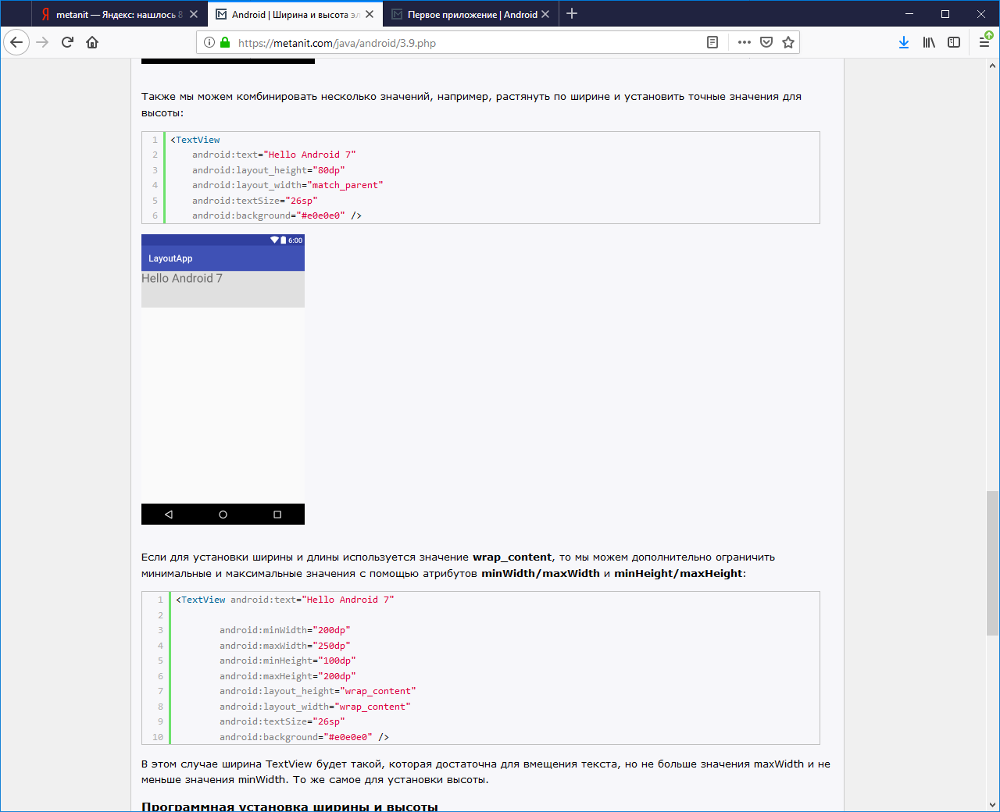 metanit — Яндекс: нашлось 8
Android | Ширина и высота эл
Первое приложение | Android
https://metanit.com/java/android/3.9.php
Также мы можем комбинировать несколько значений, например, растянуть по ширине и установить точные значения для
высоты:
1 <TextView
2 android:text="Hello Android 7"
3 android:layout_height="80dp"
4 android:layout_width="match_parent"
5 android:textSize="26sp"
6 android:background="#e0e0e0" />
6:00
LayoutApp
Hello Android 7
Если для установки ширины и длины используется значение wrap_content, то мы можем дополнительно ограничить
минимальные и максимальные значения с помощью атрибутов minWidth/maxWidth и minHeight/maxHeight:
1 <TextView android:text="Hello Android 7"
2
3 android:minWidth="200dp"
4 android:maxWidth="250dp"
5 android:minHeight="100dp"
6 android:maxHeight="200dp"
7 android:layout_height="wrap_content"
8 android:layout_width="wrap_content"
9 android:textSize="26sp"
10 android:background="#e0e0e0" />
В этом случае ширина TextView будет такой, которая достаточна для вмещения текста, но не больше значения maxWidth и не
меньше значения minWidth. То же самое для установки высоты.
Программная установка ширины и высоты